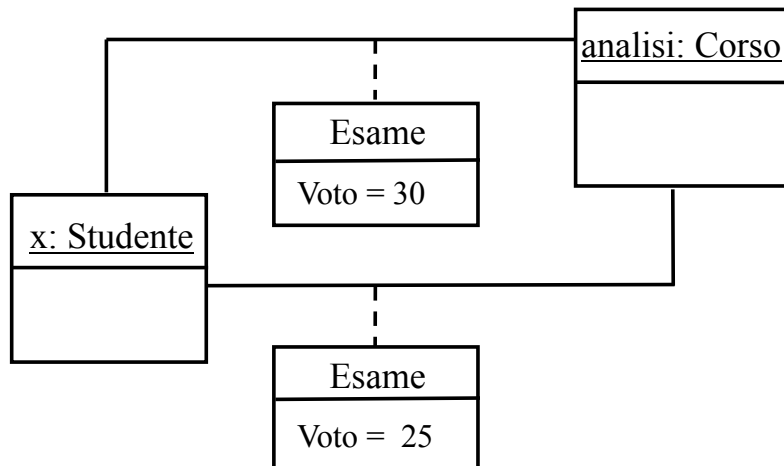 analisi: Corso
Esame
Voto = 30
x: Studente
Esame
Voto = 25